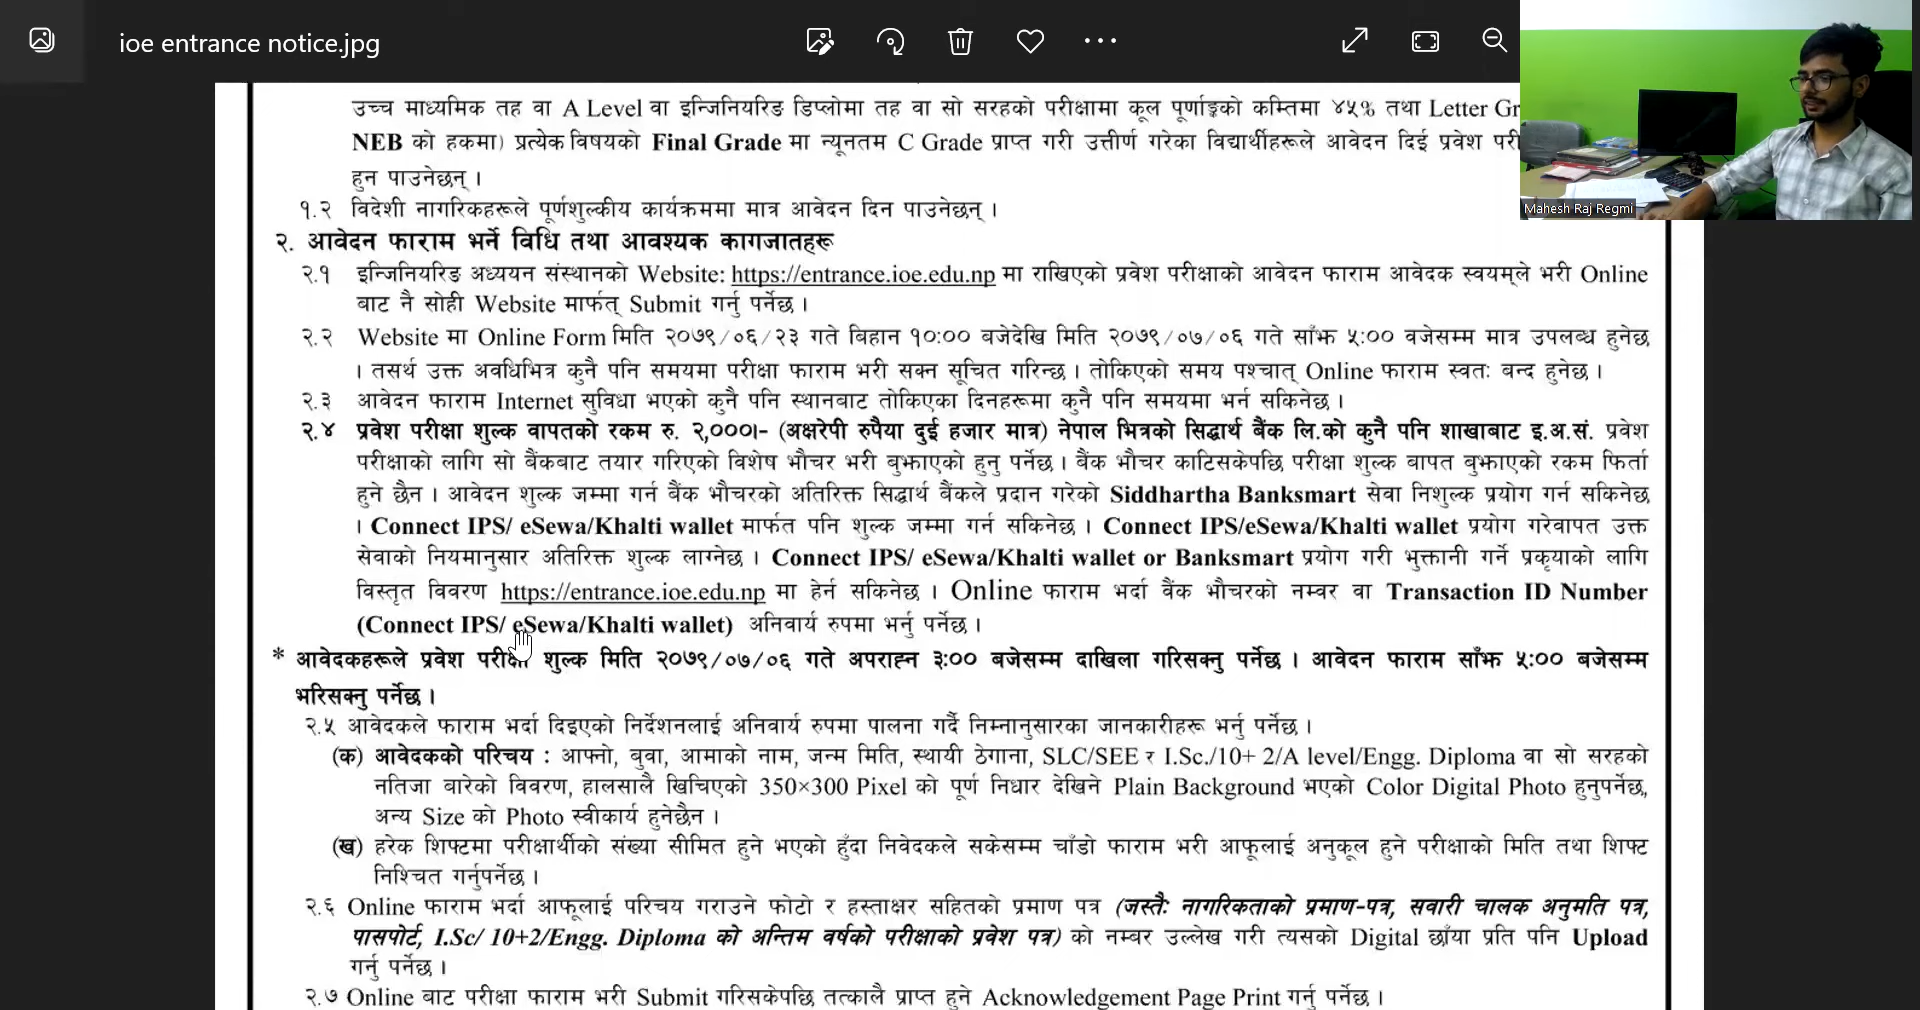 ioe entrance notice.jpg
उच्च माध्यमिक तह वा A Level वा इन्जिनियरिङ डिप्लोमा तह वा सो सरहको परीक्षामा कूल पूर्णाङ्कको कम्तिमा ४५% तथा Letter Gr
NEB को हकमा) प्रत्येक विषयको Final Grade मा न्यूनतम C Grade प्राप्त गरी उत्तीर्ण गरेका विद्यार्थीहरूले आवेदन दिई प्रवेश परी
हुन पाउनेछन् ।
१.२ विदेशी नागरिकहरूले पूर्णशुल्कीय कार्यक्रममा मात्र आवेदन दिन पाउनेछन् ।
Mahesh Raj Regmi
२. आवेदन फाराम भर्ने विधि तथा आवश्यक कागजातहरू
२.१ इन्जिनियरिङ अध्ययन संस्थानको Website: https://entrance.ioe.edu.np मा राखिएको प्रवेश परीक्षाको आवेदन फाराम आवेदक स्वयम्‌ले भरी Online
बाट नै सोही Website मार्फत् Submit गर्नु पर्नेछ ।
२.२ Website मा Online Form मिति २०७९/०६/२३ गते बिहान १०:०० बजेदेखि मिति २०७९/०७/०६ गते साँझ ५:०० वजेसम्म मात्र उपलब्ध हुनेछ
। तसर्थ उक्त अवधिभित्र कुनै पनि समयमा परीक्षा फाराम भरी सक्न सूचित गरिन्छ । तोकिएको समय पश्चात् Online फाराम स्वतः बन्द हुनेछ ।
२.३ आवेदन फाराम Internet सुविधा भएको कुनै पनि स्थानबाट तोकिएका दिनहरूमा कुनै पनि समयमा भर्न सकिनेछ ।
२.४ प्रवेश परीक्षा शुल्क वापतको रकम रु. २,०००।- (अक्षरेपी रुपैया दुई हजार मात्र) नेपाल भित्रको सिद्धार्थ बैंक लि.को कुनै पनि शाखाबाट इ.अ.सं. प्रवेश
परीक्षाको लागि सो बैंकबाट तयार गरिएको विशेष भौचर भरी बुझाएको हुनु पर्नेछ । बैंक भौचर काटिसकेपछि परीक्षा शुल्क बापत बुझाएको रकम फिर्ता
हुने छैन । आवेदन शुल्क जम्मा गर्न बैंक भौचरको अतिरिक्त सिद्धार्थ बैंकले प्रदान गरेको Siddhartha Banksmart सेवा निशुल्क प्रयोग गर्न सकिनेछ
। Connect IPS/ eSewa/Khalti wallet मार्फत पनि शुल्क जम्मा गर्न सकिनेछ । Connect IPS/eSewa/Khalti wallet प्रयोग गरेवापत उक्त
सेवाको नियमानुसार अतिरिक्त शुल्क लाग्नेछ । Connect IPS/ eSewa/Khalti wallet or Banksmart प्रयोग गरी भुक्तानी गर्ने प्रकृयाको लागि
विस्तृत विवरण https://entrance.ioe.edu.np मा हेर्न सकिनेछ । Online फाराम भर्दा बैंक भौचरको नम्वर वा Transaction ID Number
(Connect IPS/ eSewa/Khalti wallet) अनिवार्य रुपमा भर्नु पर्नेछ ।
* आवेदकहरूले प्रवेश परीक्षा शुल्क मिति २०७९/०७/०६ गते अपराह्न ३:०० बजेसम्म दाखिला गरिसक्नु पर्नेछ । आवेदन फाराम साँझ ५:०० बजेसम्म
भरिसक्नु पर्नेछ ।
२.५ आवेदकले फाराम भर्दा दिइएको निर्देशनलाई अनिवार्य रुपमा पालना गर्दै निम्नानुसारका जानकारीहरू भर्नु पर्नेछ ।
(क) आवेदकको परिचय : आफ्नो, बुवा, आमाको नाम, जन्म मिति, स्थायी ठेगाना, SLC/SEE र I.Sc./10+ 2/A level/Engg. Diploma वा सो सरहको
नतिजा बारेको विवरण, हालसालै खिचिएको 350×300 Pixel को पूर्ण निधार देखिने Plain Background भएको Color Digital Photo हुनुपर्नेछ,
अन्य Size को Photo स्वीकार्य हुनेछैन ।
(ख) हरेक शिफ्टमा परीक्षार्थीको संख्या सीमित हुने भएको हुँदा निवेदकले सकेसम्म चाँडो फाराम भरी आफूलाई अनुकूल हुने परीक्षाको मिति तथा शिफ्ट
निश्चित गर्नुपर्नेछ ।
२.६ Online फाराम भर्दा आफूलाई परिचय गराउने फोटो र हस्ताक्षर सहितको प्रमाण पत्र (जस्तैः नागरिकताको प्रमाण-पत्र, सवारी चालक अनुमति पत्र,
पासपोर्ट, I.Sc/ 10+2/Engg. Diploma को अन्तिम वर्षको परीक्षाको प्रवेश पत्र) को नम्बर उल्लेख गरी त्यसको Digital छाँया प्रति पनि Upload
गर्नु पर्नेछ ।
२.७ Online बाट परीक्षा फाराम भरी Submit गरिसकेपछि तत्कालै प्राप्त हुने Acknowledgement Page Print गर्नु पर्नेछ ।